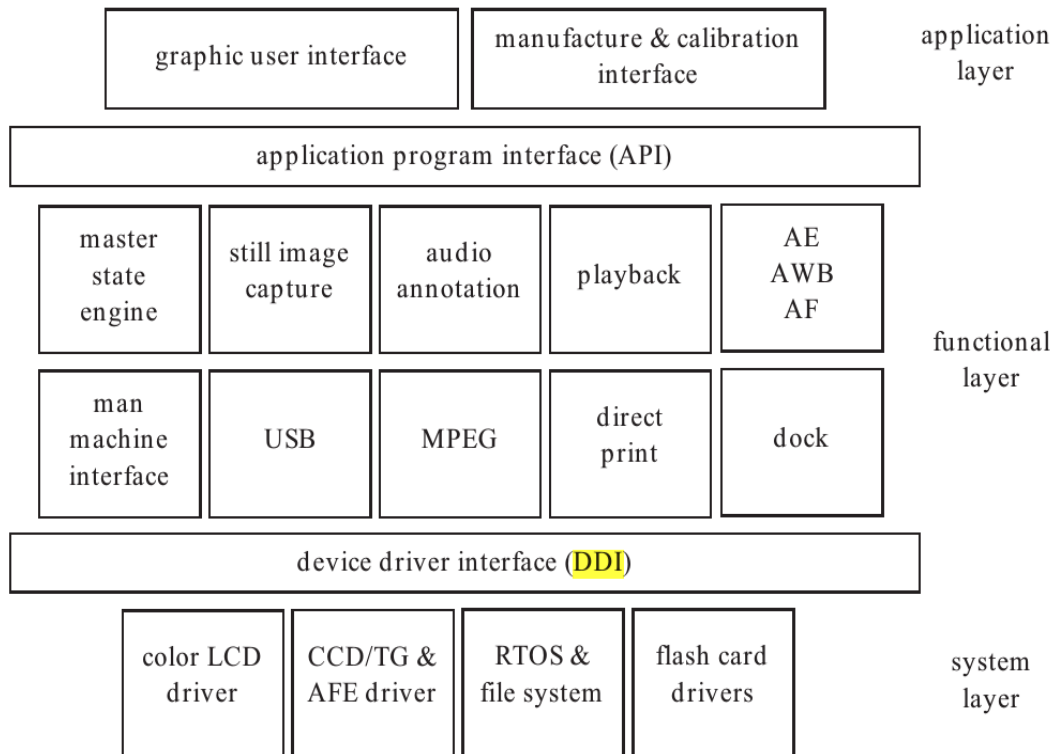 graphic user interface
manufacture & calibration
interface
application
layer
application program interface (API)
master
state
engine
still image
capture
audio
annotation
playback
AE
AWB
AF
functional
layer
man
machine
interface
USB
MPEG
direct
print
dock
device driver interface (DDI)
color LCD
driver
CCD/TG &
AFE driver
RTOS &
file system
flash card
drivers
system
layer